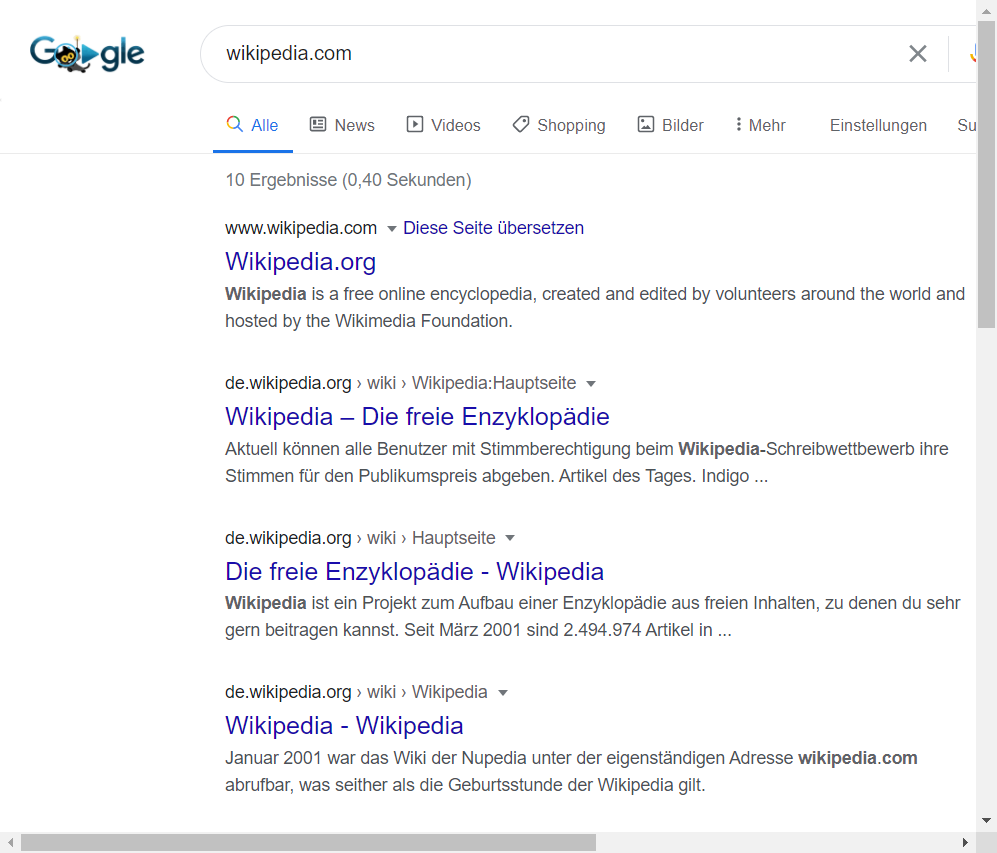 Google
wikipedia.com
Alle News Videos Shopping Bilder Mehr Einstellungen Su
10 Ergebnisse (0,40 Sekunden)
www.wikipedia.com Diese Seite übersetzen
Wikipedia.org
Wikipedia is a free online encyclopedia, created and edited by volunteers around the world and
hosted by the Wikimedia Foundation.
de.wikipedia.org › wiki › Wikipedia:Hauptseite
Wikipedia – Die freie Enzyklopädie
Aktuell können alle Benutzer mit Stimmberechtigung beim Wikipedia-Schreibwettbewerb ihre
Stimmen für den Publikumspreis abgeben. Artikel des Tages. Indigo ...
de.wikipedia.org › wiki › Hauptseite
Die freie Enzyklopädie - Wikipedia
Wikipedia ist ein Projekt zum Aufbau einer Enzyklopädie aus freien Inhalten, zu denen du sehr
gern beitragen kannst. Seit März 2001 sind 2.494.974 Artikel in ...
de.wikipedia.org › wiki › Wikipedia
Wikipedia - Wikipedia
Januar 2001 war das Wiki der Nupedia unter der eigenständigen Adresse wikipedia.com
abrufbar, was seither als die Geburtsstunde der Wikipedia gilt.